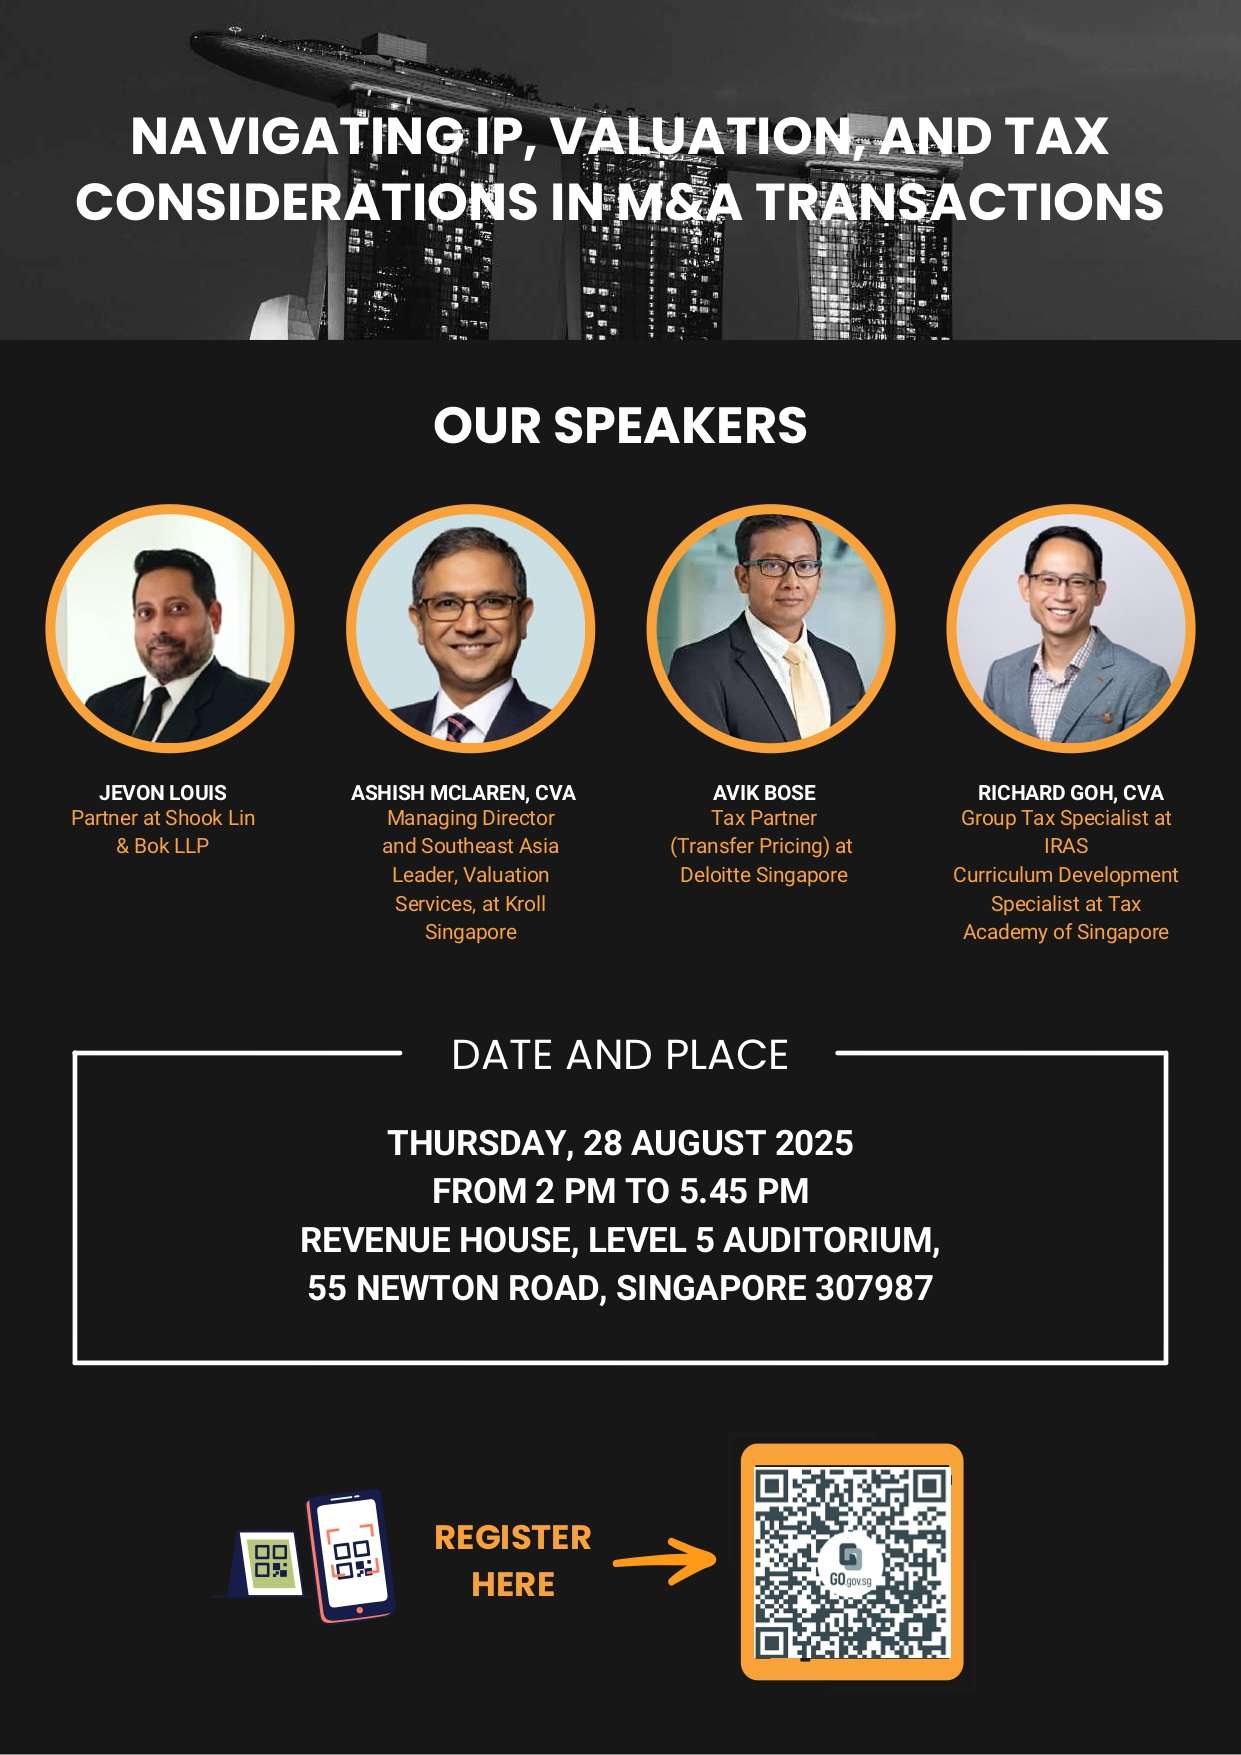 NAVIGATING IP, VALUATION, AND TAX
CONSIDERATIONS IN M&A TRANSACTIONS
OUR SPEAKERS
JEVON LOUIS
Partner at Shook Lin
& Bok LLP
ASHISH MCLAREN, CVA
Managing Director
and Southeast Asia
Leader, Valuation
Services, at Kroll
Singapore
AVIK BOSE
Tax Partner
(Transfer Pricing) at
Deloitte Singapore
RICHARD GOH, CVA
Group Tax Specialist at
IRAS
Curriculum Development
Specialist at Tax
Academy of Singapore
DATE AND PLACE
THURSDAY, 28 AUGUST 2025
FROM 2 PM TO 5.45 PM
REVENUE HOUSE, LEVEL 5 AUDITORIUM,
55 NEWTON ROAD, SINGAPORE 307987
REGISTER
HERE
GO.gov.sg